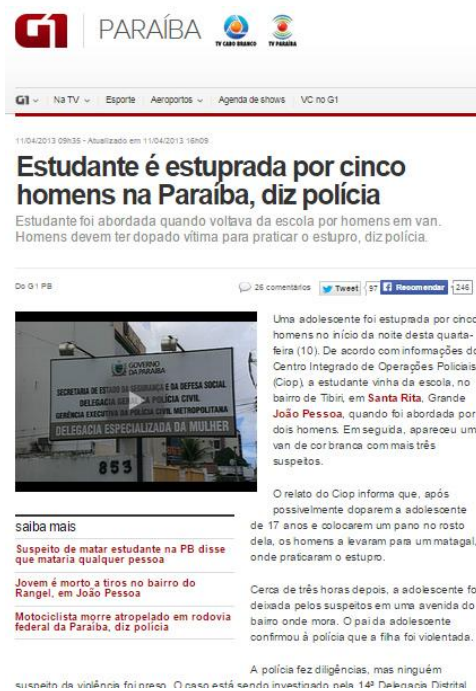 G1 PARAÍBA TV CABO BRANCO TV PARAÍBA
G1 Na TV Esporte Aeroportos Agenda de shows VC no G1
11/04/2013 09h35 - Atualizado em 11/04/2013 16h09
Estudante é estuprada por cinco
homens na Paraíba, diz polícia
Estudante foi abordada quando voltava da escola por homens em van.
Homens devem ter dopado vítima para praticar o estupro, diz polícia.
Do G1 PB
26 comentários Tweet 97 Recomendar 246
GOVERNO
DA PARAÍBA
SECRETARIA DE ESTADO DA SEGURANÇA E DA DEFESA SOCIAL
DELEGACIA GERAL DA POLÍCIA CIVIL
GERÊNCIA EXECUTIVA DA POLÍCIA CIVIL METROPOLITANA
DELEGACIA ESPECIALIZADA DA MULHER
853
saiba mais
Suspeito de matar estudante na PB disse
que mataria qualquer pessoa
Jovem é morto a tiros no bairro do
Rangel, em João Pessoa
Motociclista morre atropelado em rodovia
federal da Paraíba, diz polícia
Uma adolescente foi estuprada por cinco
homens no início da noite desta quarta-
feira (10). De acordo com informações do
Centro Integrado de Operações Policiais
(Ciop), a estudante vinha da escola, no
bairro de Tibiri, em Santa Rita, Grande
João Pessoa, quando foi abordada por
dois homens. Em seguida, apareceu um
van de cor branca com mais três
suspeitos.
O relato do Ciop informa que, após
possivelmente doparem a adolescente
de 17 anos e colocarem um pano no rosto
dela, os homens a levaram para um matagal,
onde praticaram o estupro.
Cerca de três horas depois, a adolescente fo
deixada pelos suspeitos em uma avenida do
bairro onde mora. O pai da adolescente
confirmou à polícia que a filha foi violentada.
A polícia fez diligências, mas ninguém
suspeito da violência foi preso. O caso está sendo investigado pela 14ª Delegacia Distrital